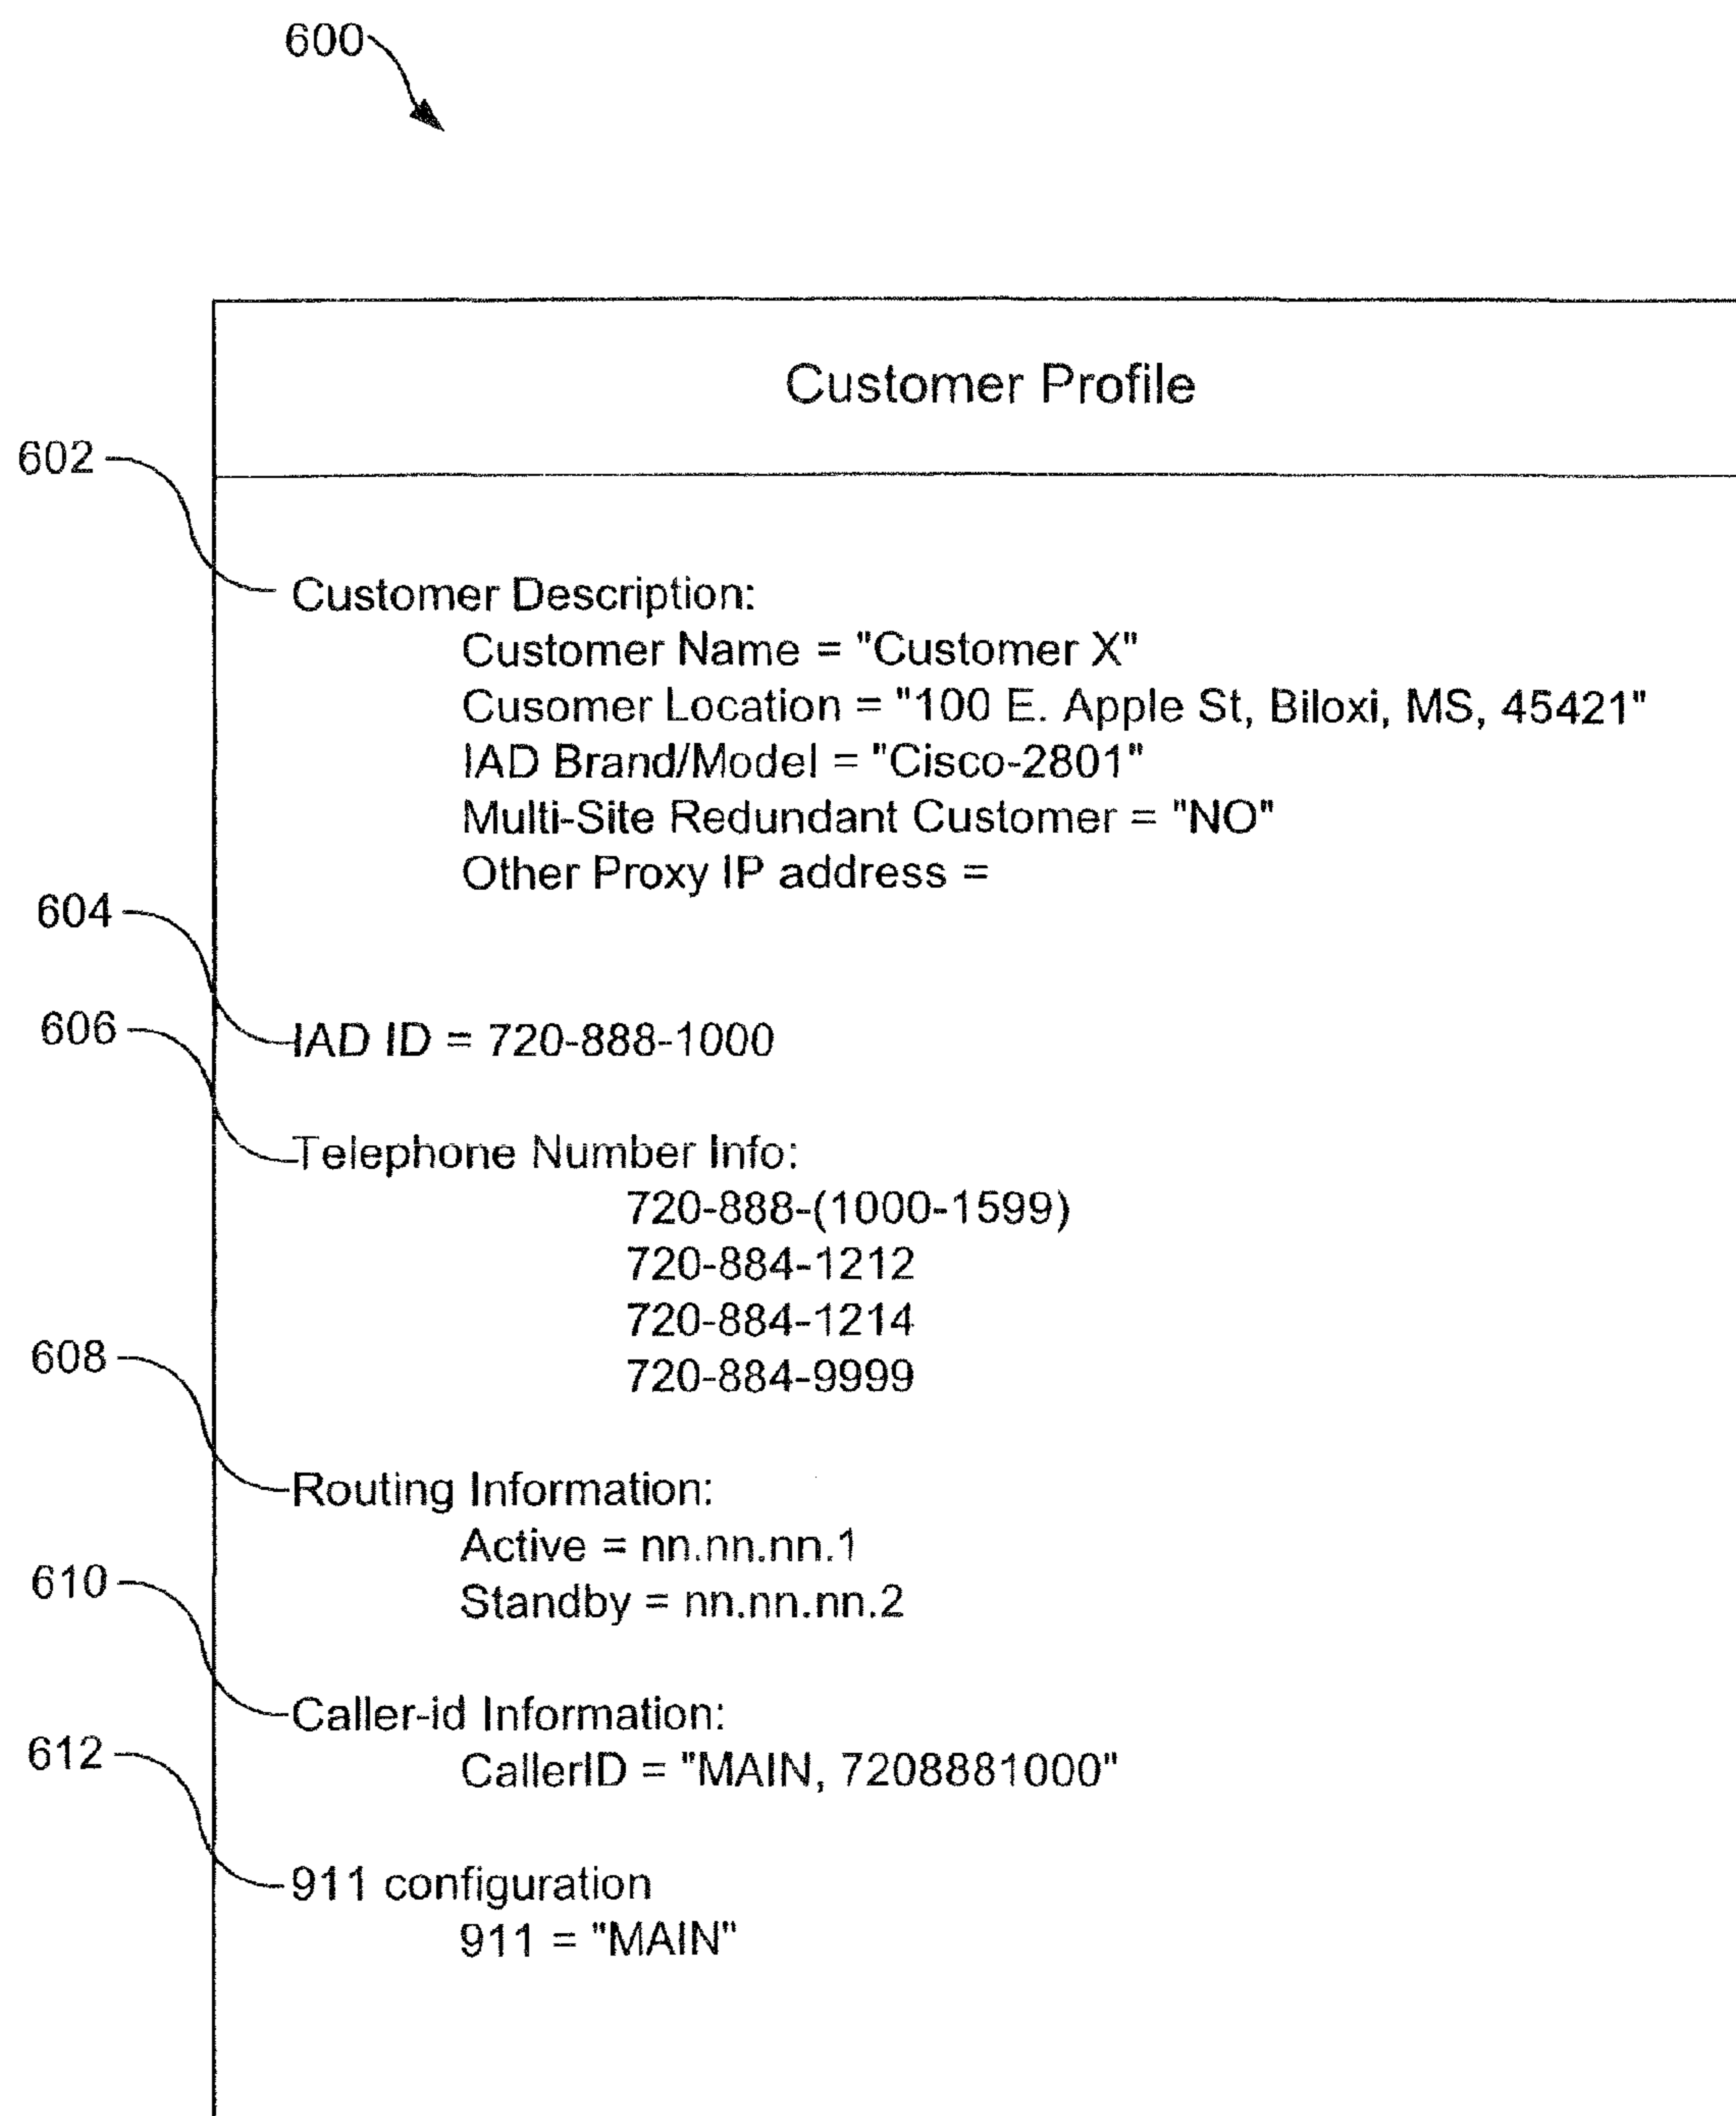 600
Customer Profile
602
Customer Description:
Customer Name = "Customer X"
Cusomer Location = "100 E. Apple St, Biloxi, MS, 45421"
IAD Brand/Model = "Cisco-2801"
Multi-Site Redundant Customer = "NO"
Other Proxy IP address =
604
IAD ID = 720-888-1000
606
Telephone Number Info:
720-888-(1000-1599)
720-884-1212
720-884-1214
720-884-9999
608
Routing Information:
Active = nn.nn.nn.1
Standby = nn.nn.nn.2
610
Caller-id Information:
CallerID = "MAIN, 7208881000"
612
911 configuration
911 = "MAIN"